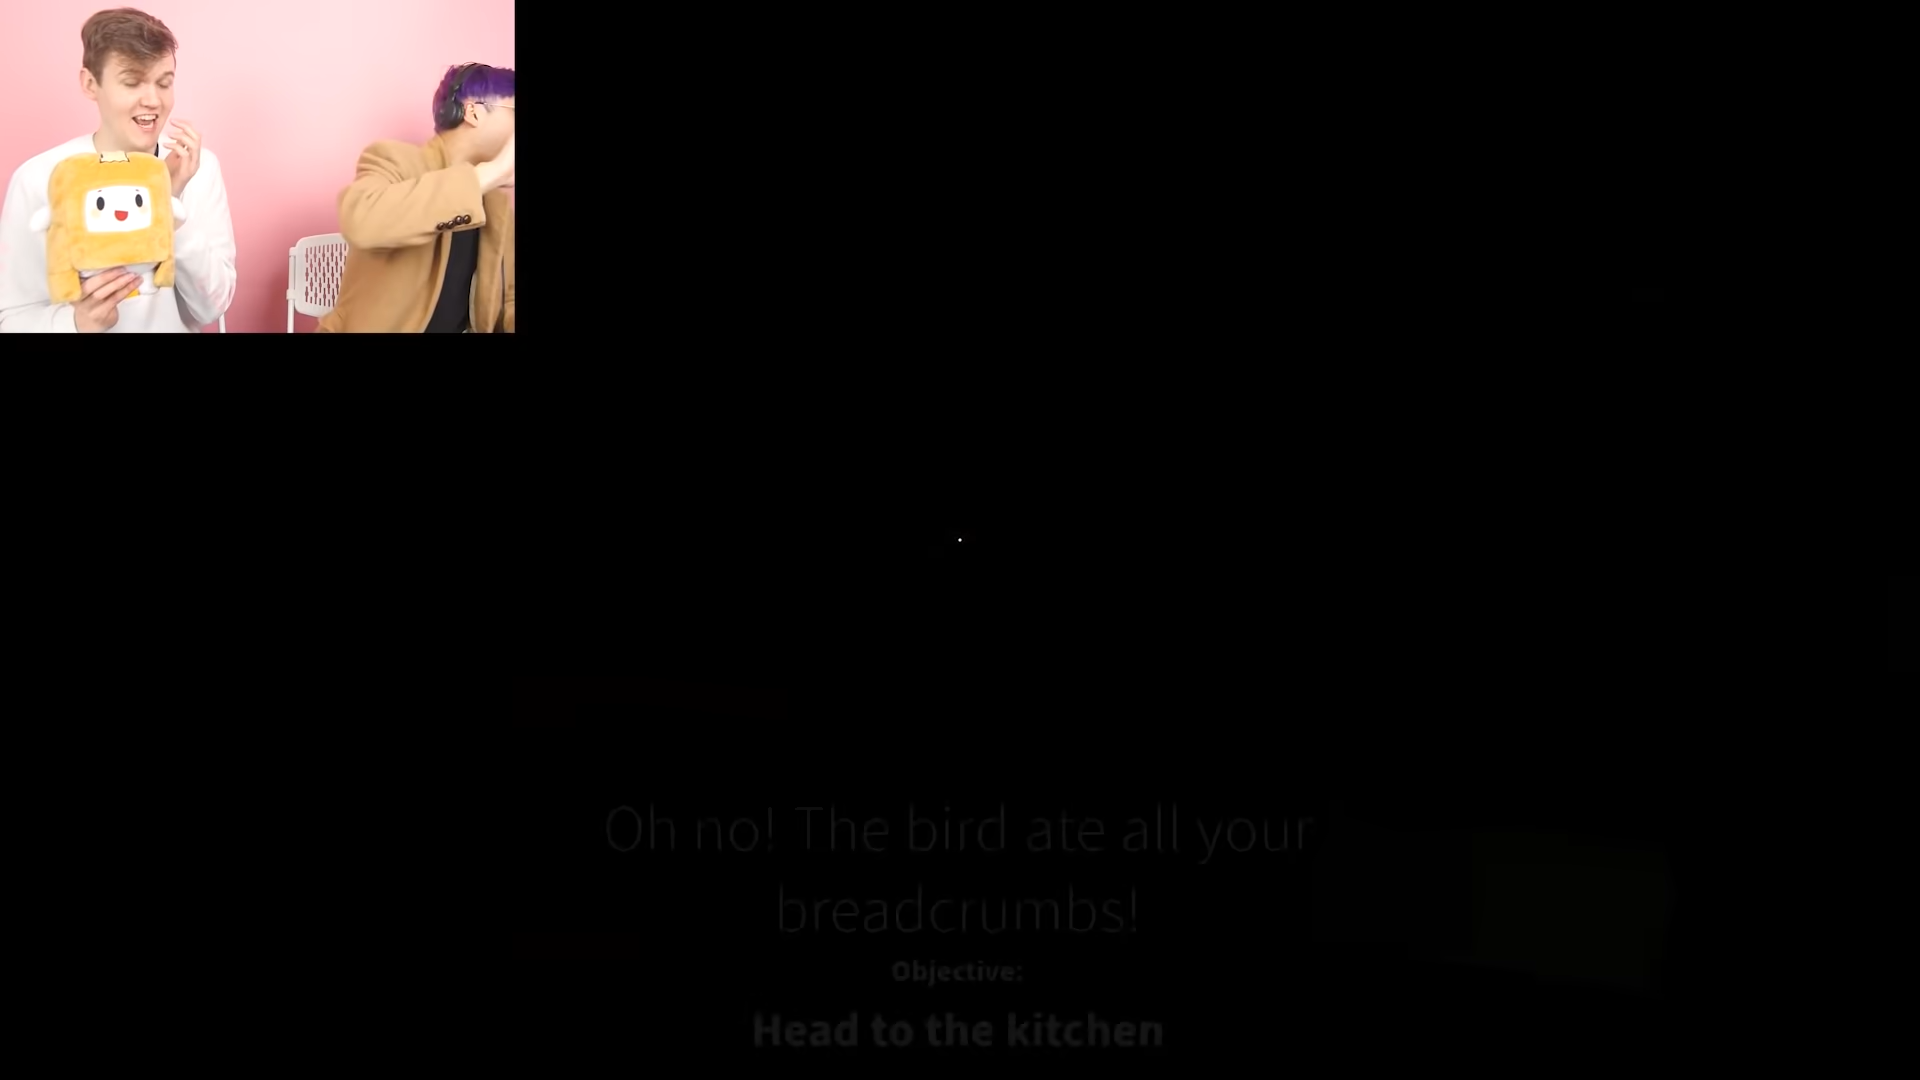 Oh no! The bird ate all your
breadcrumbs!
Objective:
Head to the kitchen